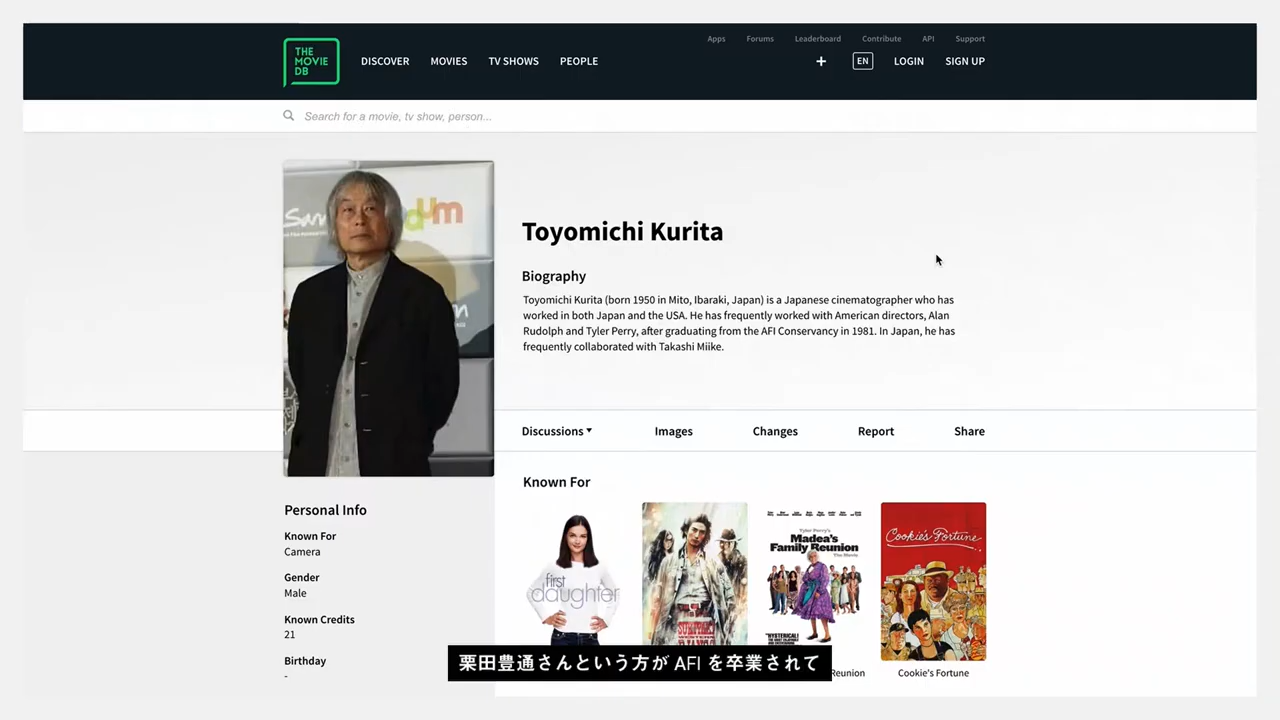 Apps Forums Leaderboard Contribute API Support
THE
MOVIE
DB
DISCOVER MOVIES TV SHOWS PEOPLE
+ EN LOGIN SIGN UP
Search for a movie, tv show, person...
Toyomichi Kurita
Biography
Toyomichi Kurita (born 1950 in Mito, Ibaraki, Japan) is a Japanese cinematographer who has
worked in both Japan and the USA. He has frequently worked with American directors, Alan
Rudolph and Tyler Perry, after graduating from the AFI Conservancy in 1981. In Japan, he has
frequently collaborated with Takashi Miike.
Discussions Images Changes Report Share
Personal Info
Known For
Camera
Gender
Male
Known Credits
21
Birthday
-
Known For
first
daughter
Tyler Perry's
Madea's
Family Reunion
The Movie
"HYSTERICAL!
Cookie's Fortune
Reunion
Cookie's Fortune
栗田豊通さんという方が AFI を卒業されて